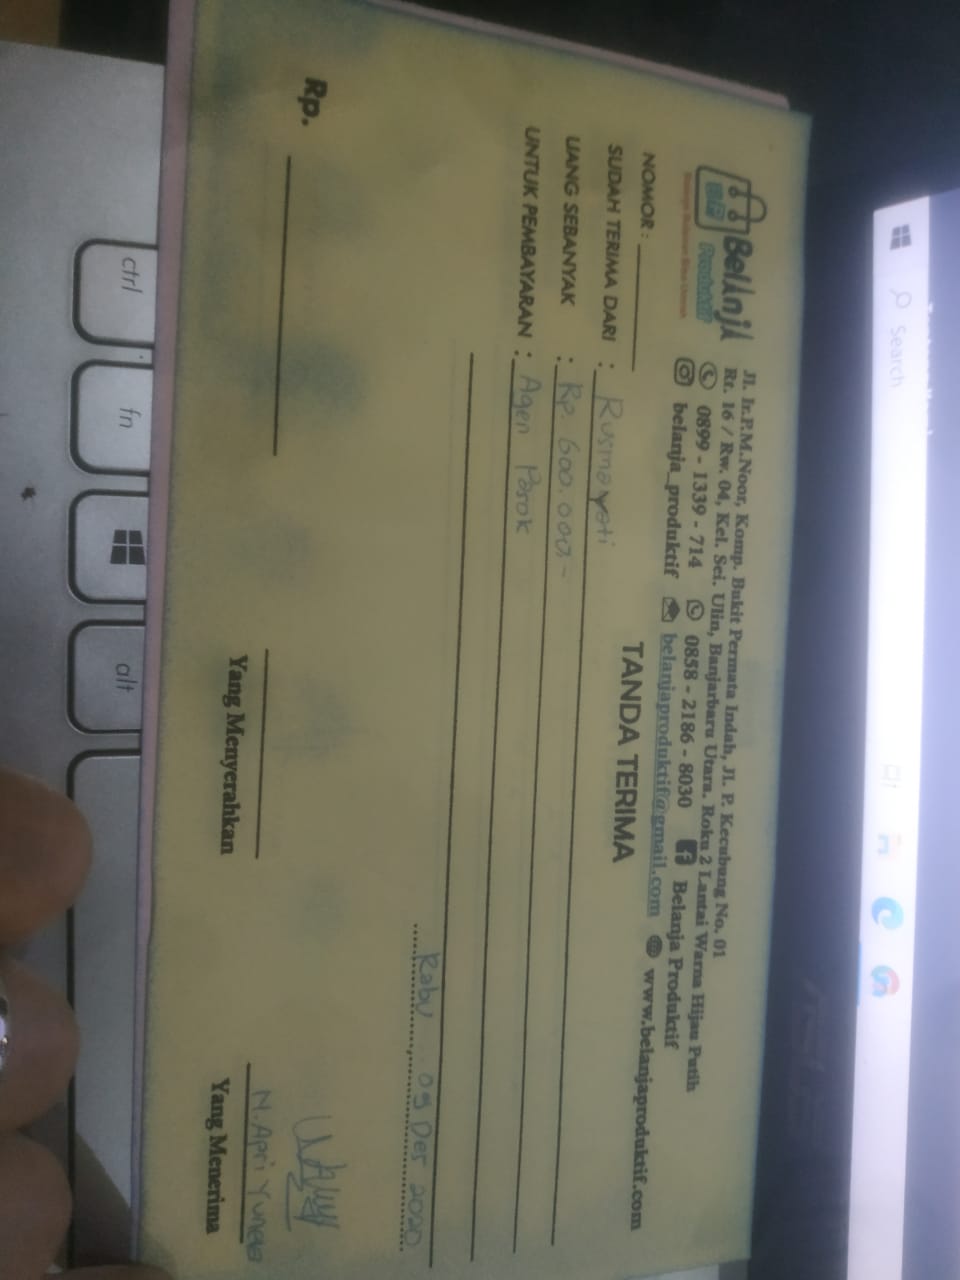 Belanja
Produktif
Jl. Ir.P.M.Noor, Komp. Bukit Permata Indah, Jl. P. Kecubung No. 01
Rt. 16 / Rw. 04, Kel. Sei. Ulin, Banjarbaru Utara. Roku 2 Lantai Warna Hijau Putih
0899 - 1339 - 714 0858 - 2186 - 8030 Belanja Produktif
belanja_produktif belanjaproduktif@gmail.com www.belanjaproduktif.com
NOMOR :
TANDA TERIMA
SUDAH TERIMA DARI : Rusmayati
UANG SEBANYAK : Rp. 600.000,-
UNTUK PEMBAYARAN : Agen Pasok
Rabu, 09 Des 2020
Rp.
N. Apri
Yang Menyerahkan
Yang Menerima
Search
ctrl
fn
alt